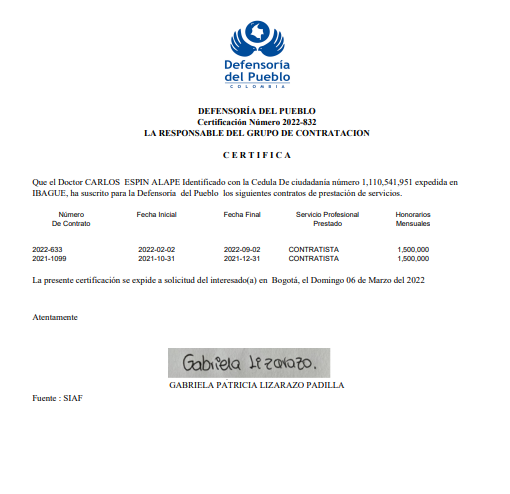 Defensoría
del Pueblo
COLOMBIA
DEFENSORÍA DEL PUEBLO
Certificación Número 2022-832
LA RESPONSABLE DEL GRUPO DE CONTRATACION
C E R T I F I C A
Que el Doctor CARLOS ESPIN ALAPE Identificado con la Cedula De ciudadanía número 1,110,541,951 expedida en
IBAGUE, ha suscrito para la Defensoría del Pueblo los siguientes contratos de prestación de servicios.
Número De Contrato Fecha Inicial Fecha Final Servicio Profesional Prestado Honorarios Mensuales
2022-633 2022-02-02 2022-09-02 CONTRATISTA 1,500,000
2021-1099 2021-10-31 2021-12-31 CONTRATISTA 1,500,000
La presente certificación se expide a solicitud del interesado(a) en Bogotá, el Domingo 06 de Marzo del 2022
Atentamente
Gabriela Lizarazo.
GABRIELA PATRICIA LIZARAZO PADILLA
Fuente : SIAF